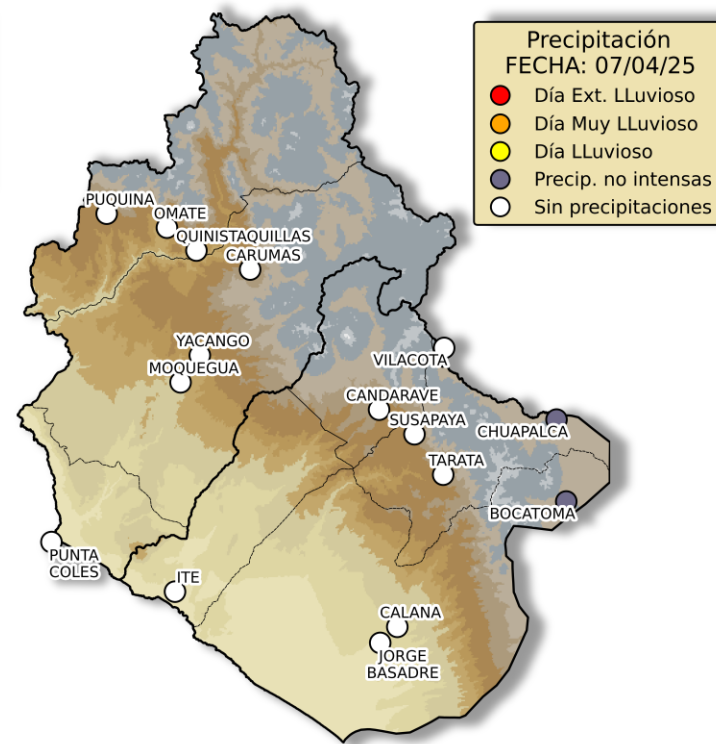 Precipitación
FECHA: 07/04/25
Día Ext. LLuvioso
Día Muy LLuvioso
Día LLuvioso
Precip. no intensas
Sin precipitaciones
PUQUINA
OMATE
QUINISTAQUILLAS
CARUMAS
YACANGO
MOQUEGUA
VILACOTA
CANDARAVE
SUSAPAYA
CHUAPALCA
TARATA
BOCATOMA
PUNTA
COLES
ITE
CALANA
JORGE
BASADRE